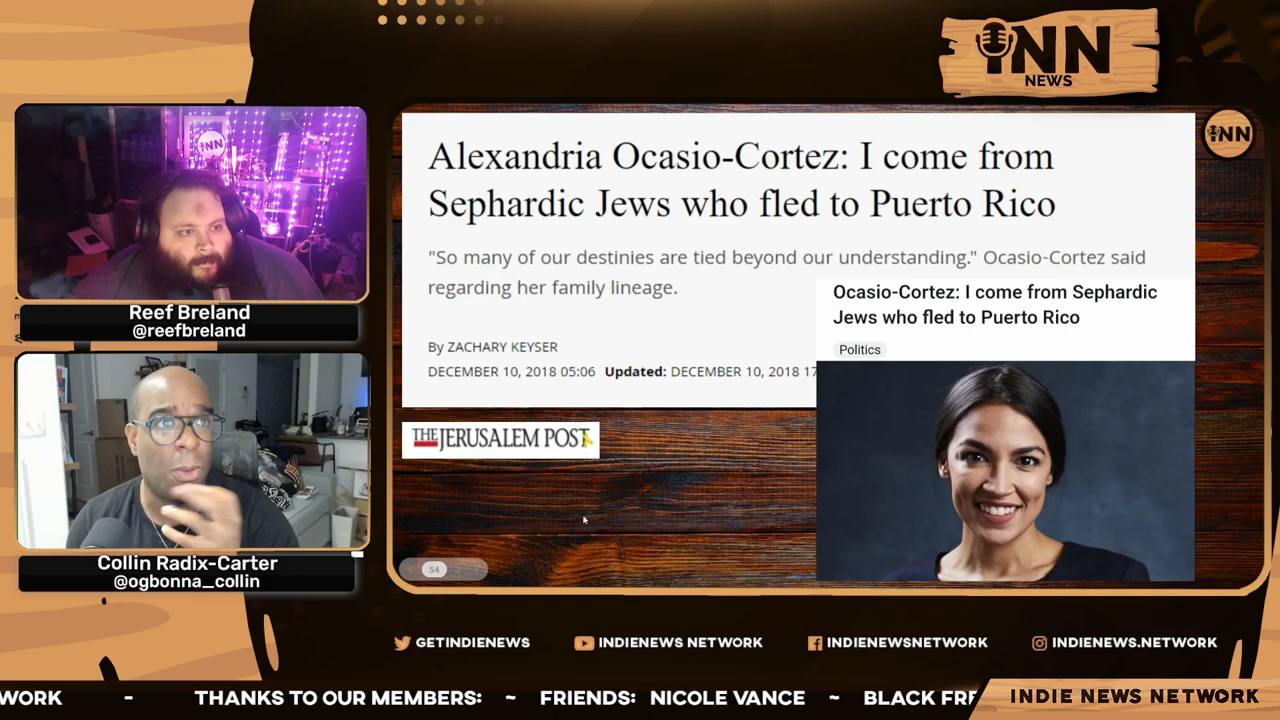 iNN
NEWS
iNN
Alexandria Ocasio-Cortez: I come from
Sephardic Jews who fled to Puerto Rico
"So many of our destinies are tied beyond our understanding." Ocasio-Cortez said
regarding her family lineage.
By ZACHARY KEYSER
DECEMBER 10, 2018 05:06 Updated: DECEMBER 10, 2018 17
Ocasio-Cortez: I come from Sephardic
Jews who fled to Puerto Rico
Politics
THE JERUSALEM POST
54
iNN
Reef Breland
@reefbreland
Collin Radix-Carter
@ogbonna_collin
GETINDIENEWS
INDIENEWS NETWORK
INDIENEWSNETWORK
INDIENEWS.NETWORK
WORK - THANKS TO OUR MEMBERS: ~ FRIENDS: NICOLE VANCE ~ BLACK FRE
INDIE NEWS NETWORK